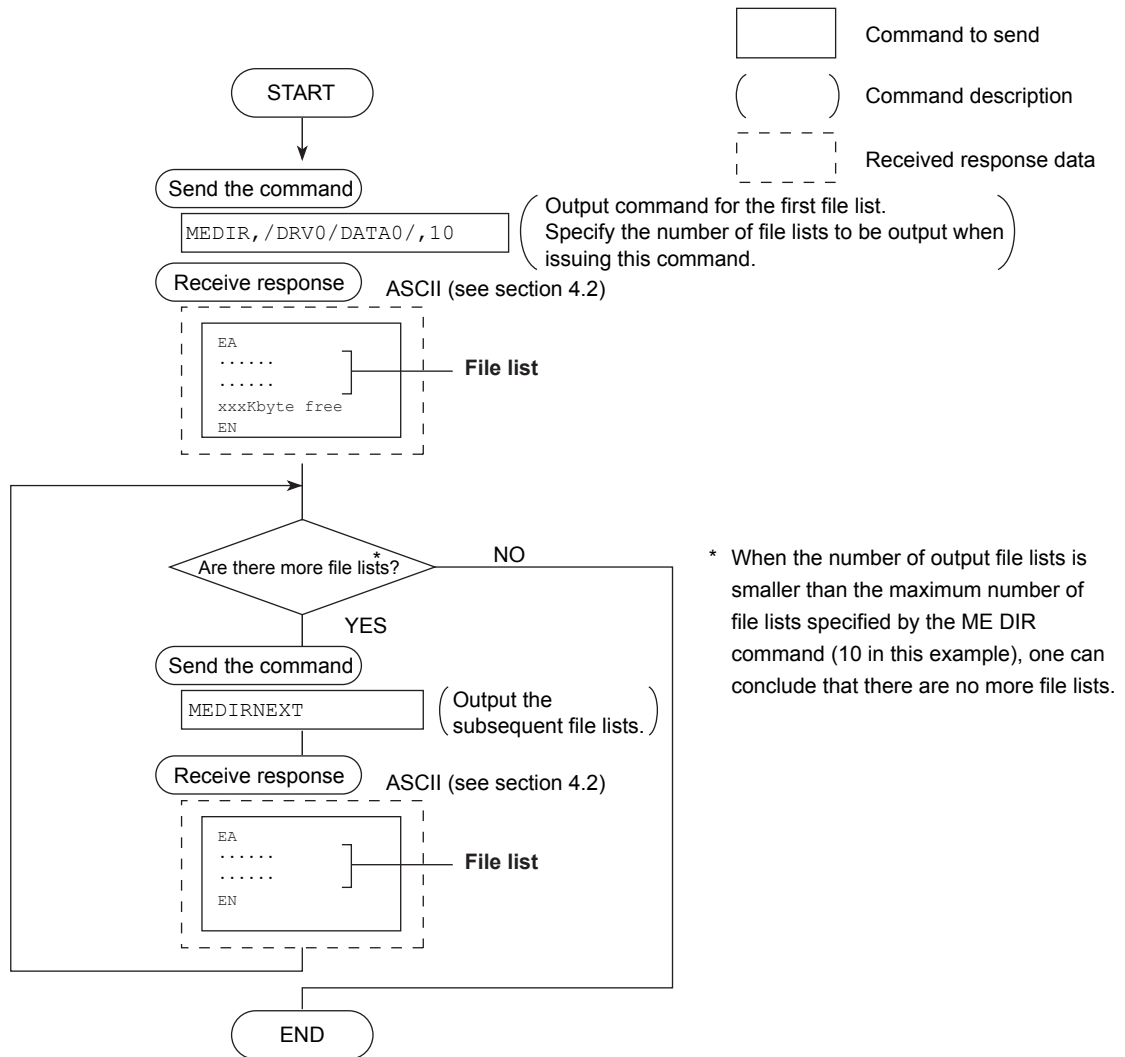 Command to send
START
Command description
Received response data
Send the command
MEDIR,/DRV0/DATA0/,10
Output command for the first file list.
Specify the number of file lists to be output when
issuing this command.
Receive response
ASCII (see section 4.2)
EA
......
......
xxxKbyte free
EN
File list
Are there more file lists?*
NO
YES
* When the number of output file lists is
smaller than the maximum number of
file lists specified by the ME DIR
command (10 in this example), one can
conclude that there are no more file lists.
Send the command
MEDIRNEXT
Output the
subsequent file lists.
Receive response
ASCII (see section 4.2)
EA
......
......
EN
File list
END